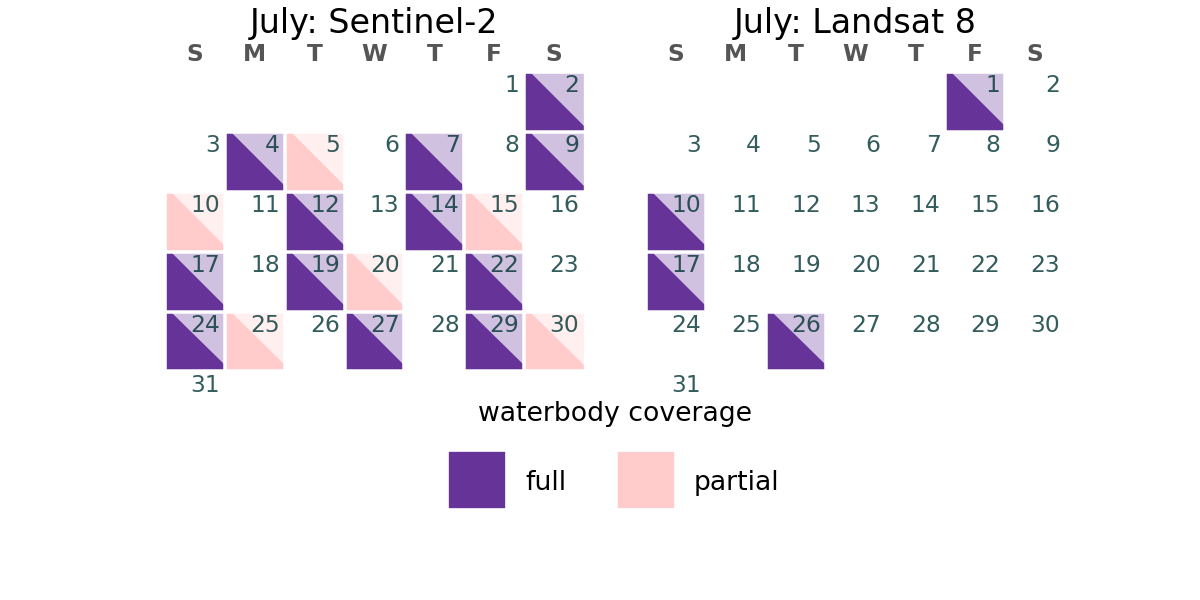 July: Sentinel-2
S M T W T F S
1 2
3 4 5 6 7 8 9
10 11 12 13 14 15 16
17 18 19 20 21 22 23
24 25 26 27 28 29 30
31
July: Landsat 8
S M T W T F S
1 2
3 4 5 6 7 8 9
10 11 12 13 14 15 16
17 18 19 20 21 22 23
24 25 26 27 28 29 30
31
waterbody coverage
full partial